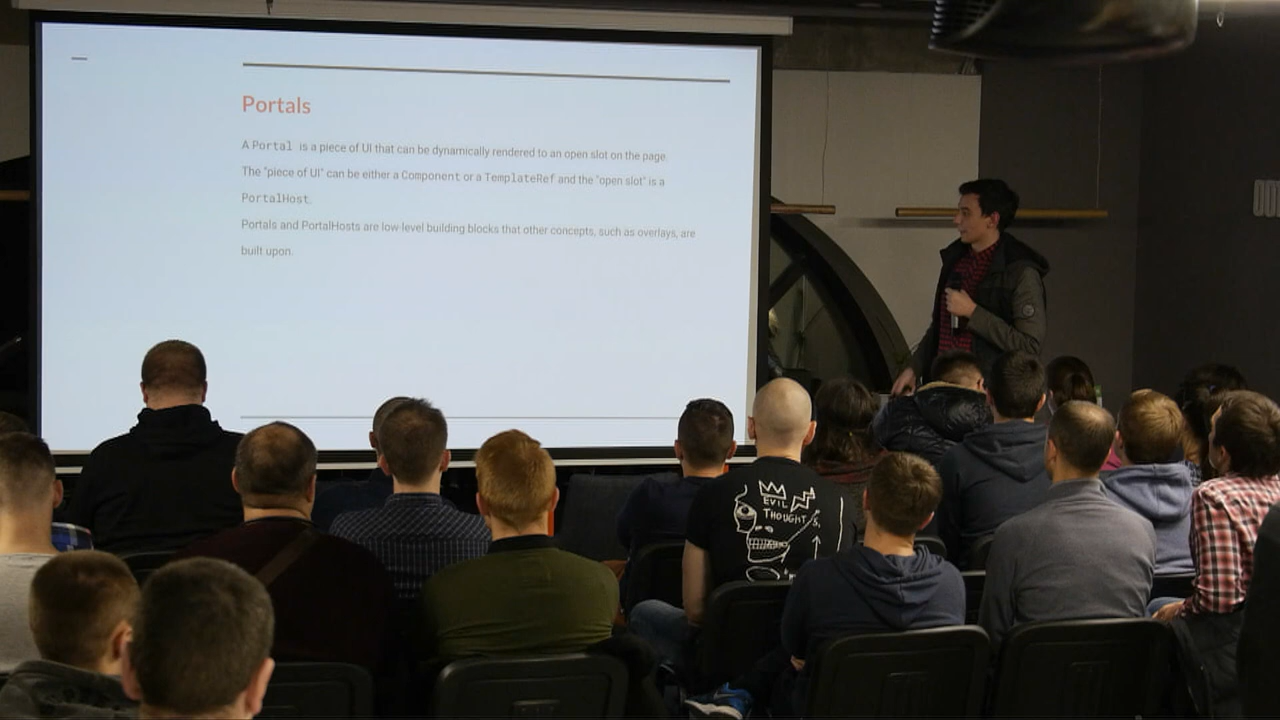 Portals
A Portal is a piece of UI that can be dynamically rendered to an open slot on the page.
The "piece of UI" can be either a Component or a TemplateRef and the "open slot" is a
PortalHost.
Portals and PortalHosts are low-level building blocks that other concepts, such as overlays, are
built upon.
EVIL
THOUGHTS,